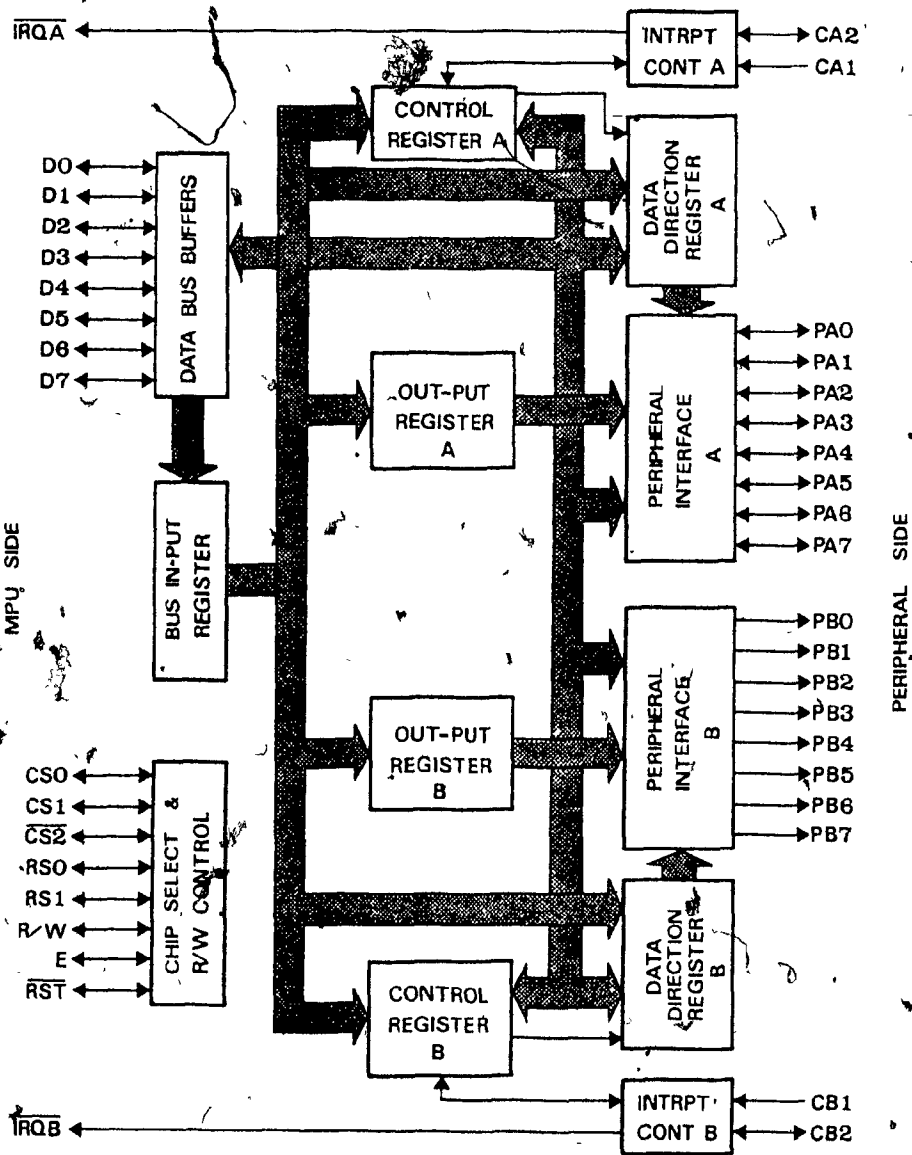 IRQA
INTRPT
CONT A
CA2
CA1
CONTROL
REGISTER A
DATA
DIRECTION
REGISTER
A
D0
D1
D2
D3
D4
D5
D6
D7
DATA BUS BUFFERS
OUT-PUT
REGISTER
A
PERIPHERAL
INTERFACE
A
PA0
PA1
PA2
PA3
PA4
PA5
PA6
PA7
MPU SIDE
BUS IN-PUT
REGISTER
PERIPHERAL SIDE
PERIPHERAL
INTERFACE
B
PB0
PB1
PB2
PB3
PB4
PB5
PB6
PB7
OUT-PUT
REGISTER
B
CS0
CS1
CS2
RS0
RS1
R/W
E
RST
CHIP SELECT &
R/W CONTROL
DATA
DIRECTION
REGISTER
B
CONTROL
REGISTER
B
INTRPT
CONT B
CB1
CB2
IRQB